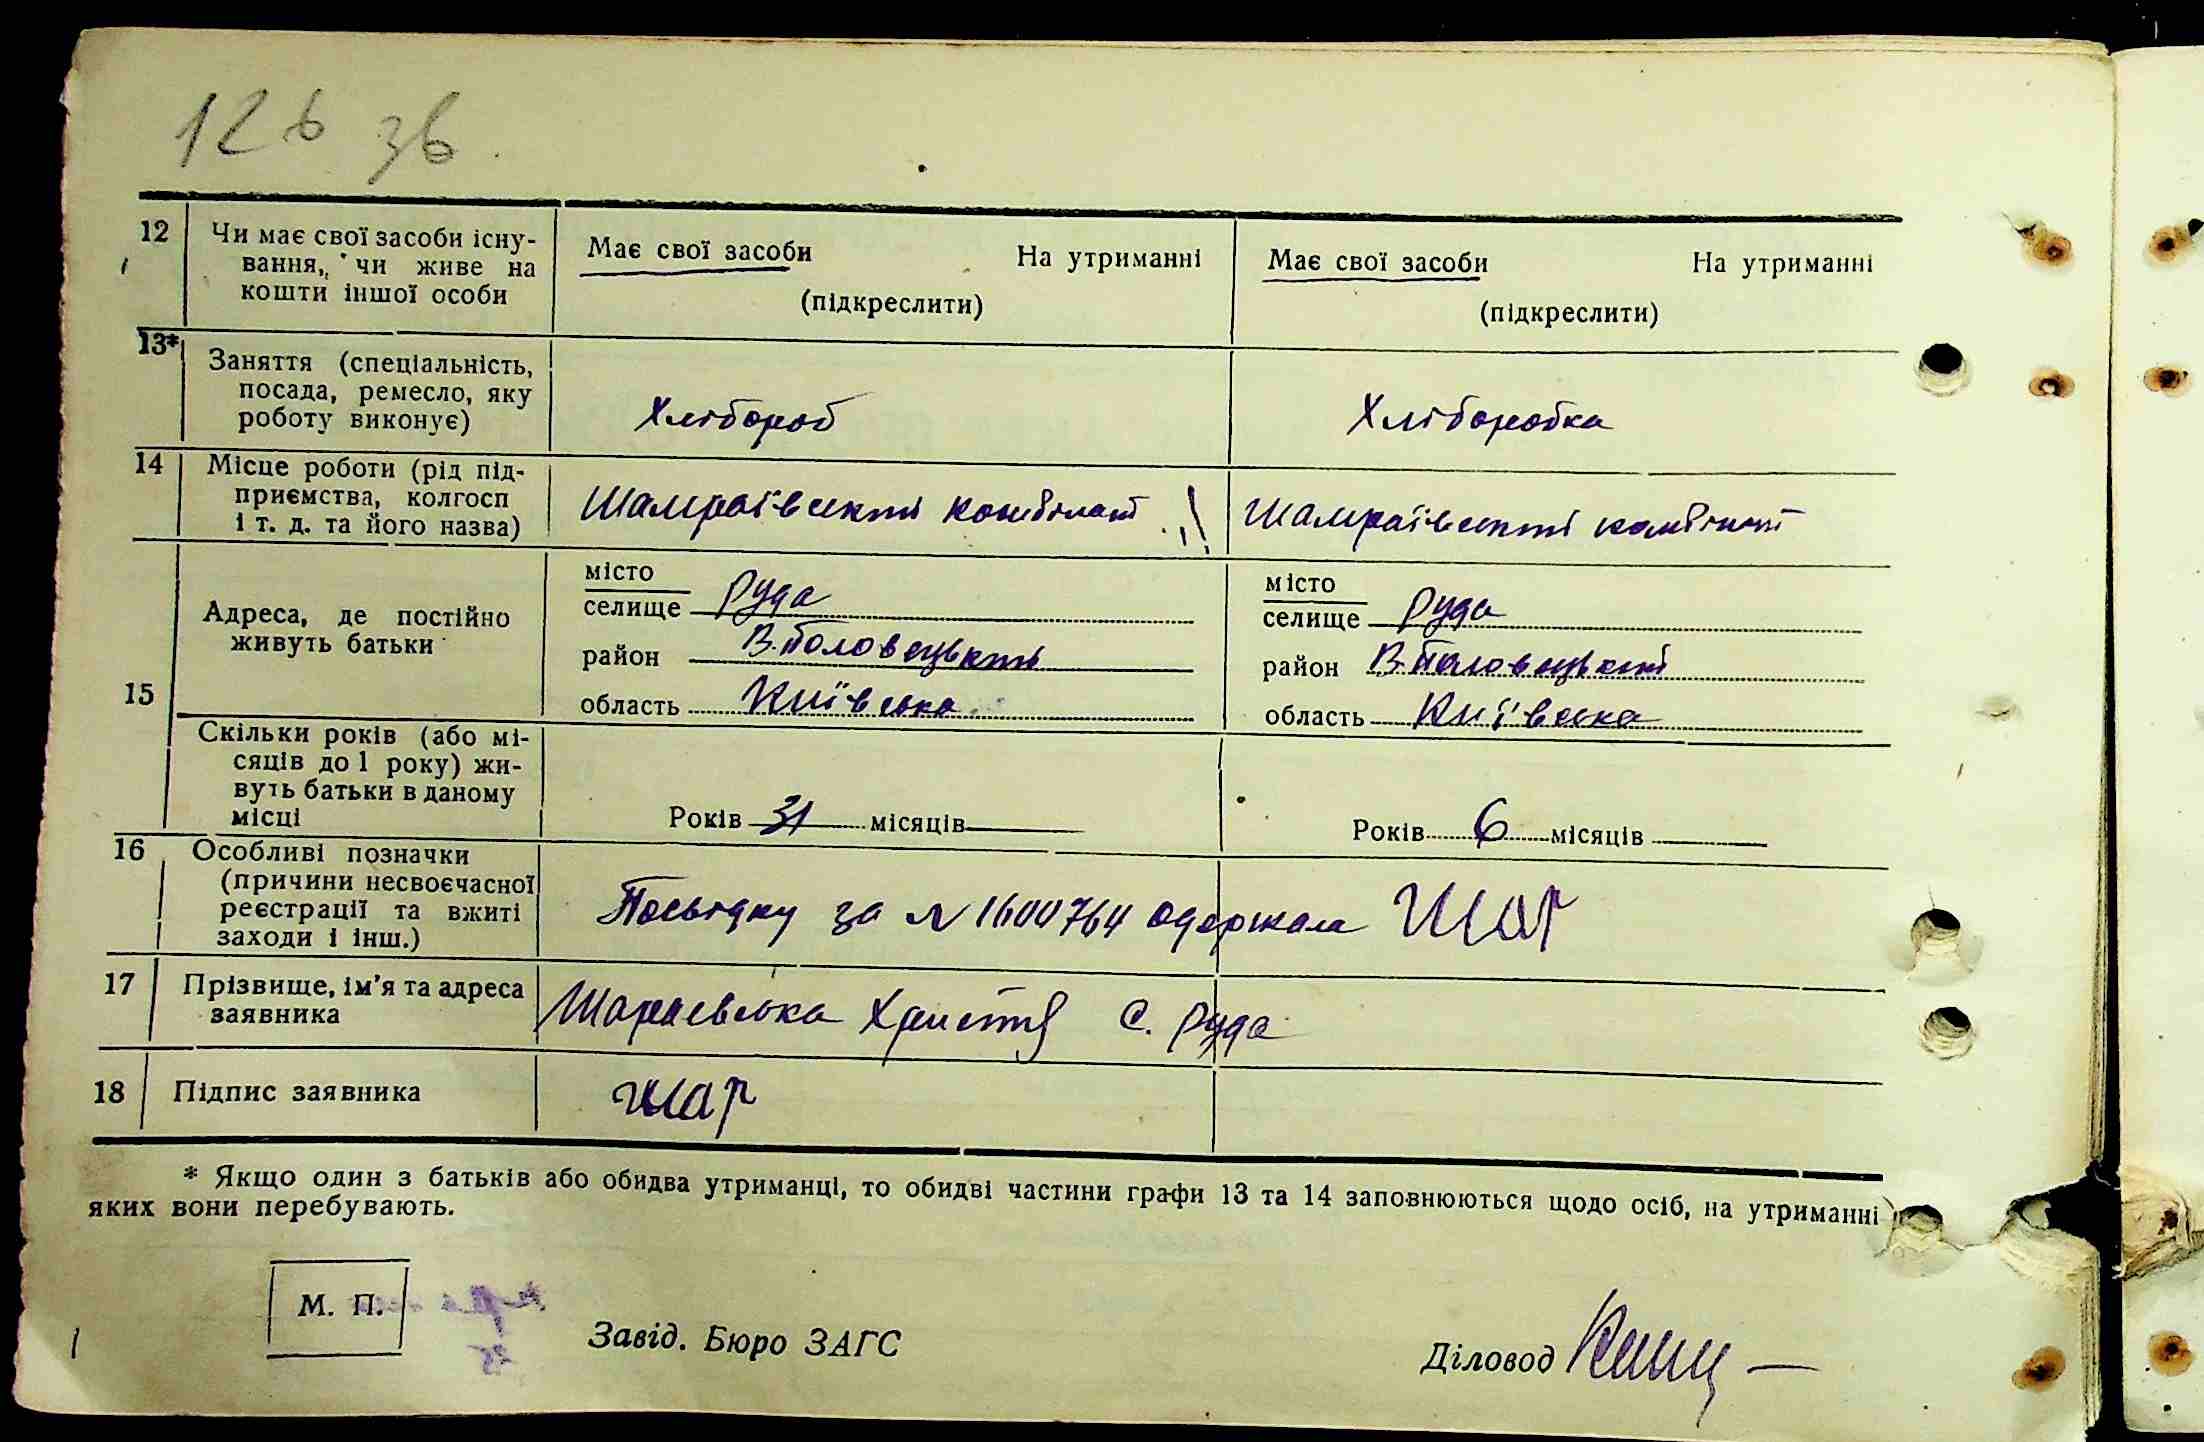 126 зв.
12 Чи має свої засоби існу-
вання, чи живе на
кошти іншої особи
Має свої засоби На утриманні
(підкреслити)
Має свої засоби На утриманні
(підкреслити)
13* Заняття (спеціальність,
посада, ремесло, яку
роботу виконує)
Хлібороб
Хліборобка
14 Місце роботи (рід під-
приємства, колгосп
і т. д. та його назва)
Шамраївський комбінат
Шамраївський комбінат
15 Адреса, де постійно
живуть батьки
місто
селище Руда
район В.Половецький
область Київська
місто
селище Руда
район В.Половецький
область Київська
Скільки років (або мі-
сяців до 1 року) жи-
вуть батьки в даному
місці
Років 31 місяців
Років 6 місяців
16 Особливі позначки
(причини несвоєчасної
реєстрації та вжиті
заходи і інш.)
Посвідку за № 1600764 одержала Шар
17 Прізвище, ім'я та адреса
заявника
Шараєвська Христя с. Руда
18 Підпис заявника
Шар
* Якщо один з батьків або обидва утриманці, то обидві частини графи 13 та 14 заповнюються щодо осіб, на утриманні
яких вони перебувають.
М. П.
Завід. Бюро ЗАГС
Діловод